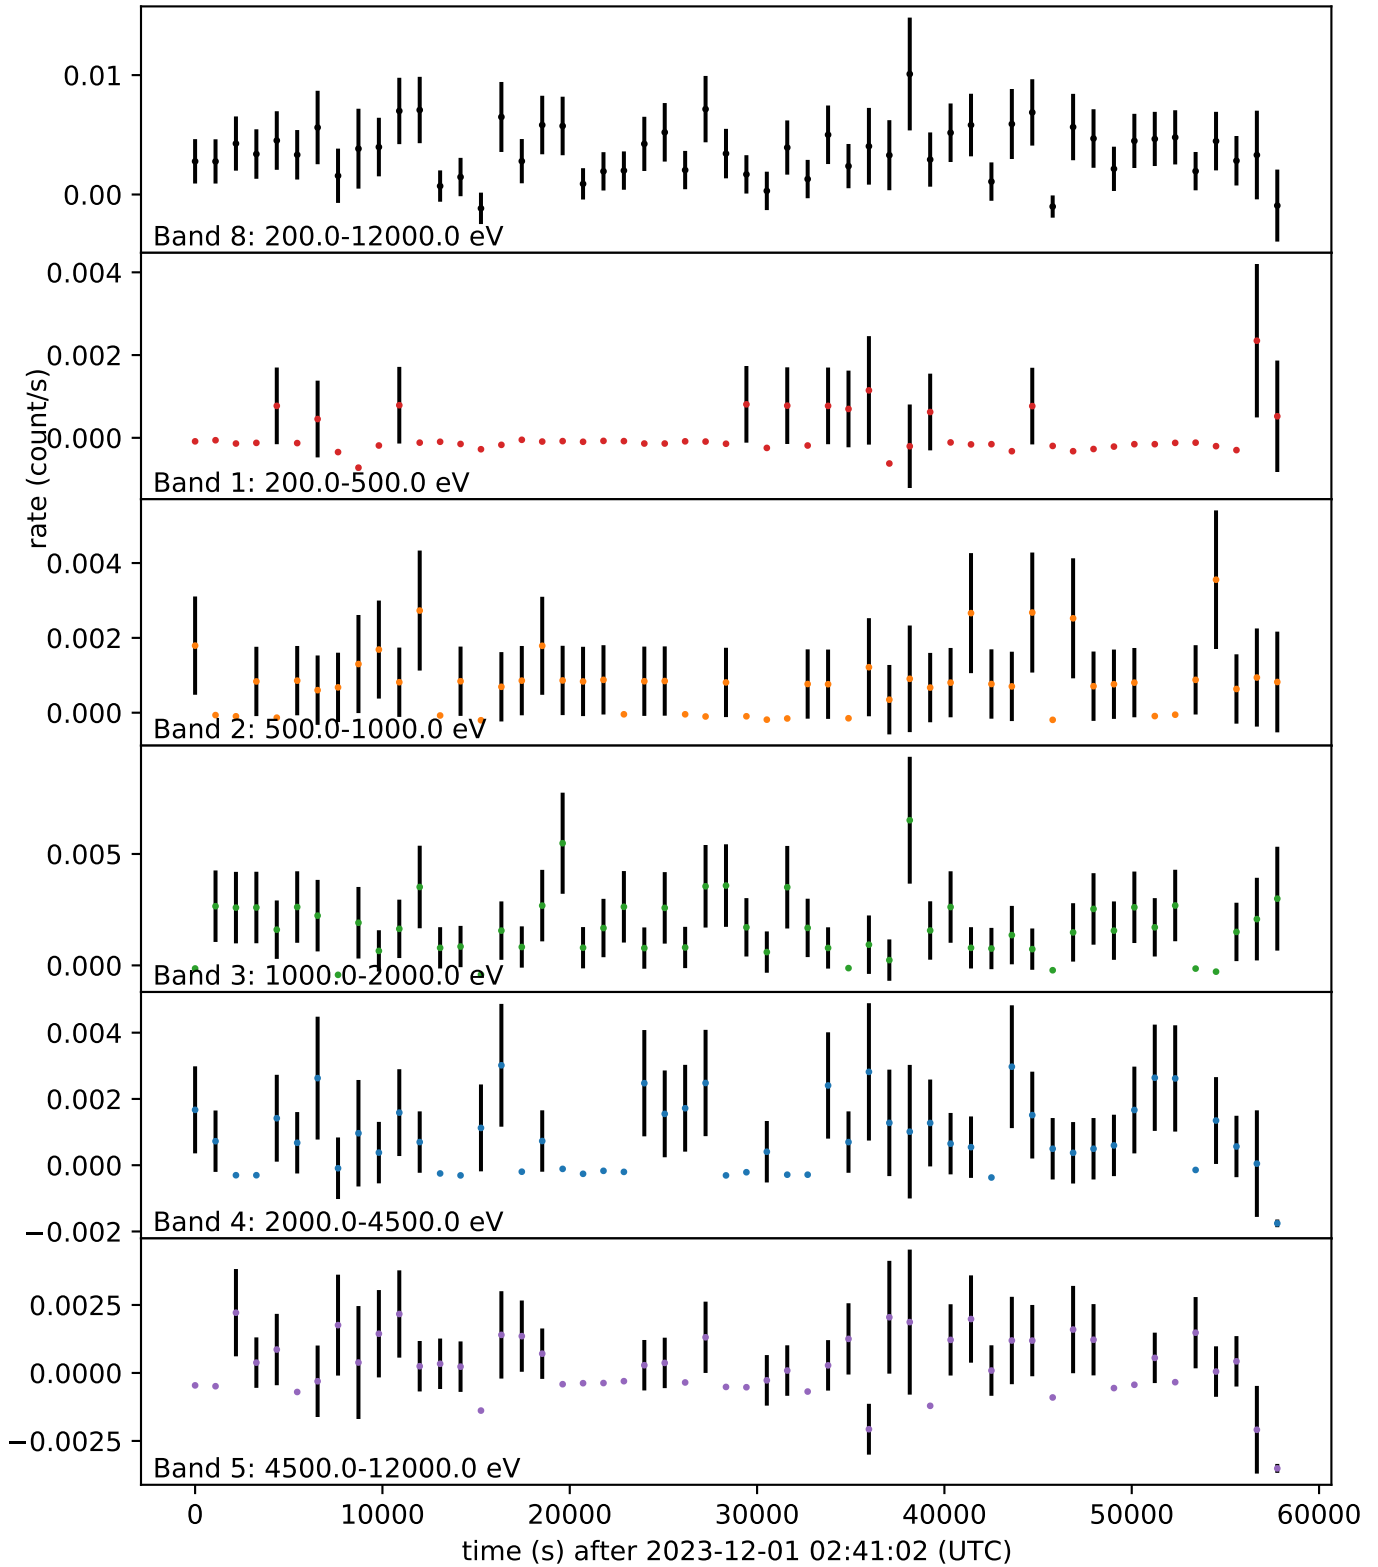 0.01
0.00
Band 8: 200.0-12000.0 eV
0.004
0.002
0.000
Band 1: 200.0-500.0 eV
rate (count/s)
0.004
0.002
0.000
Band 2: 500.0-1000.0 eV
0.005
0.000
Band 3: 1000.0-2000.0 eV
0.004
0.002
0.000
−0.002
Band 4: 2000.0-4500.0 eV
0.0025
0.0000
−0.0025
Band 5: 4500.0-12000.0 eV
0 10000 20000 30000 40000 50000 60000
time (s) after 2023-12-01 02:41:02 (UTC)